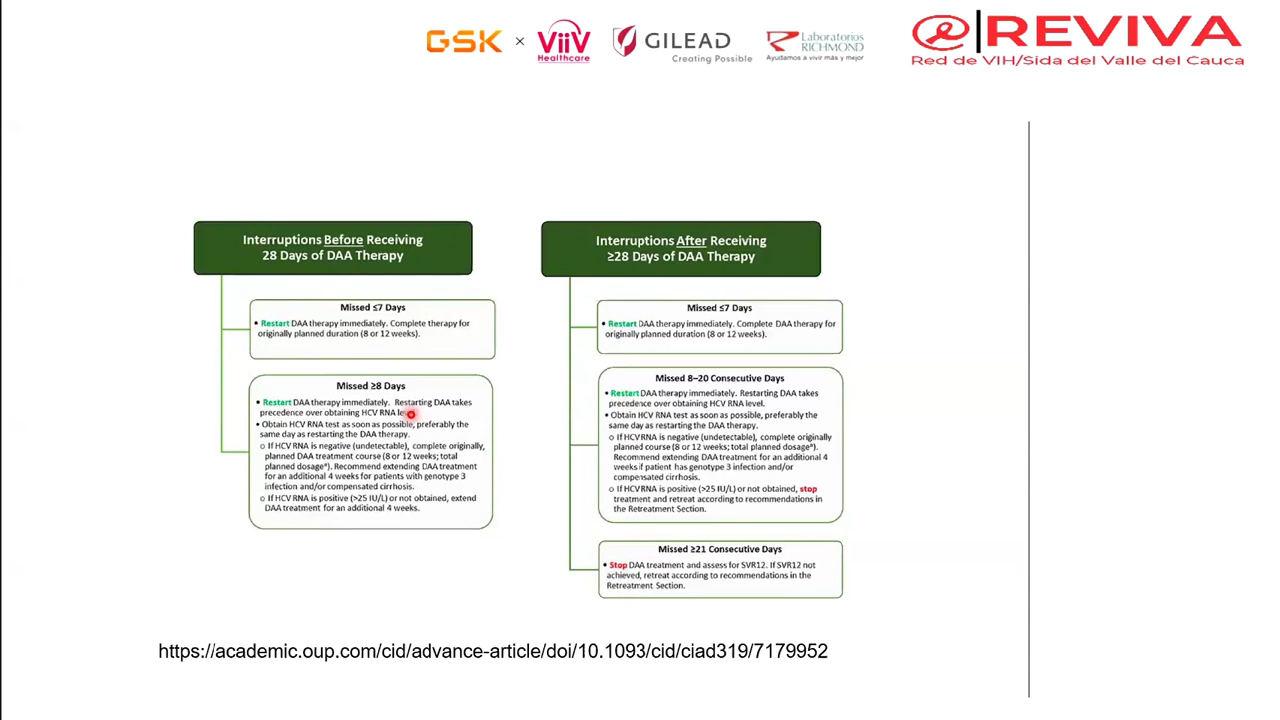 GSK × ViiV Healthcare
GILEAD
Creating Possible
Laboratorios
RICHMOND
Ayudamos a vivir más y mejor
REVIVA
Red de VIH/Sida del Valle del Cauca
Interruptions Before Receiving
28 Days of DAA Therapy
Missed ≤7 Days
• Restart DAA therapy immediately. Complete therapy for
originally planned duration (8 or 12 weeks).
Missed ≥8 Days
• Restart DAA therapy immediately. Restarting DAA takes
precedence over obtaining HCV RNA
• Obtain HCV RNA test as soon as possible, preferably the
same day as restarting the DAA therapy.
o If HCV RNA is negative (undetectable), complete originally,
planned DAA treatment course (8 or 12 weeks; total
planned dosageᵃ). Recommend extending DAA treatment
for an additional 4 weeks for patients with genotype 3
infection and/or compensated cirrhosis.
o If HCV RNA is positive (>25 IU/L) or not obtained, extend
DAA treatment for an additional 4 weeks.
Interruptions After Receiving
≥28 Days of DAA Therapy
Missed ≤7 Days
• Restart DAA therapy immediately. Complete DAA therapy for
originally planned duration (8 or 12 weeks).
Missed 8–20 Consecutive Days
• Restart DAA therapy immediately. Restarting DAA takes
precedence over obtaining HCV RNA level.
• Obtain HCV RNA test as soon as possible, preferably the
same day as restarting the DAA therapy.
o If HCV RNA is negative (undetectable), complete originally
planned course (8 or 12 weeks; total planned dosageᵃ).
Recommend extending DAA treatment for an additional 4
weeks if patient has genotype 3 infection and/or
compensated cirrhosis.
o If HCV RNA is positive (>25 IU/L) or not obtained, stop
treatment and retreat according to recommendations in
the Retreatment Section.
Missed ≥21 Consecutive Days
• Stop DAA treatment and assess for SVR12. If SVR12 not
achieved, retreat according to recommendations in the
Retreatment Section.
https://academic.oup.com/cid/advance-article/doi/10.1093/cid/ciad319/7179952